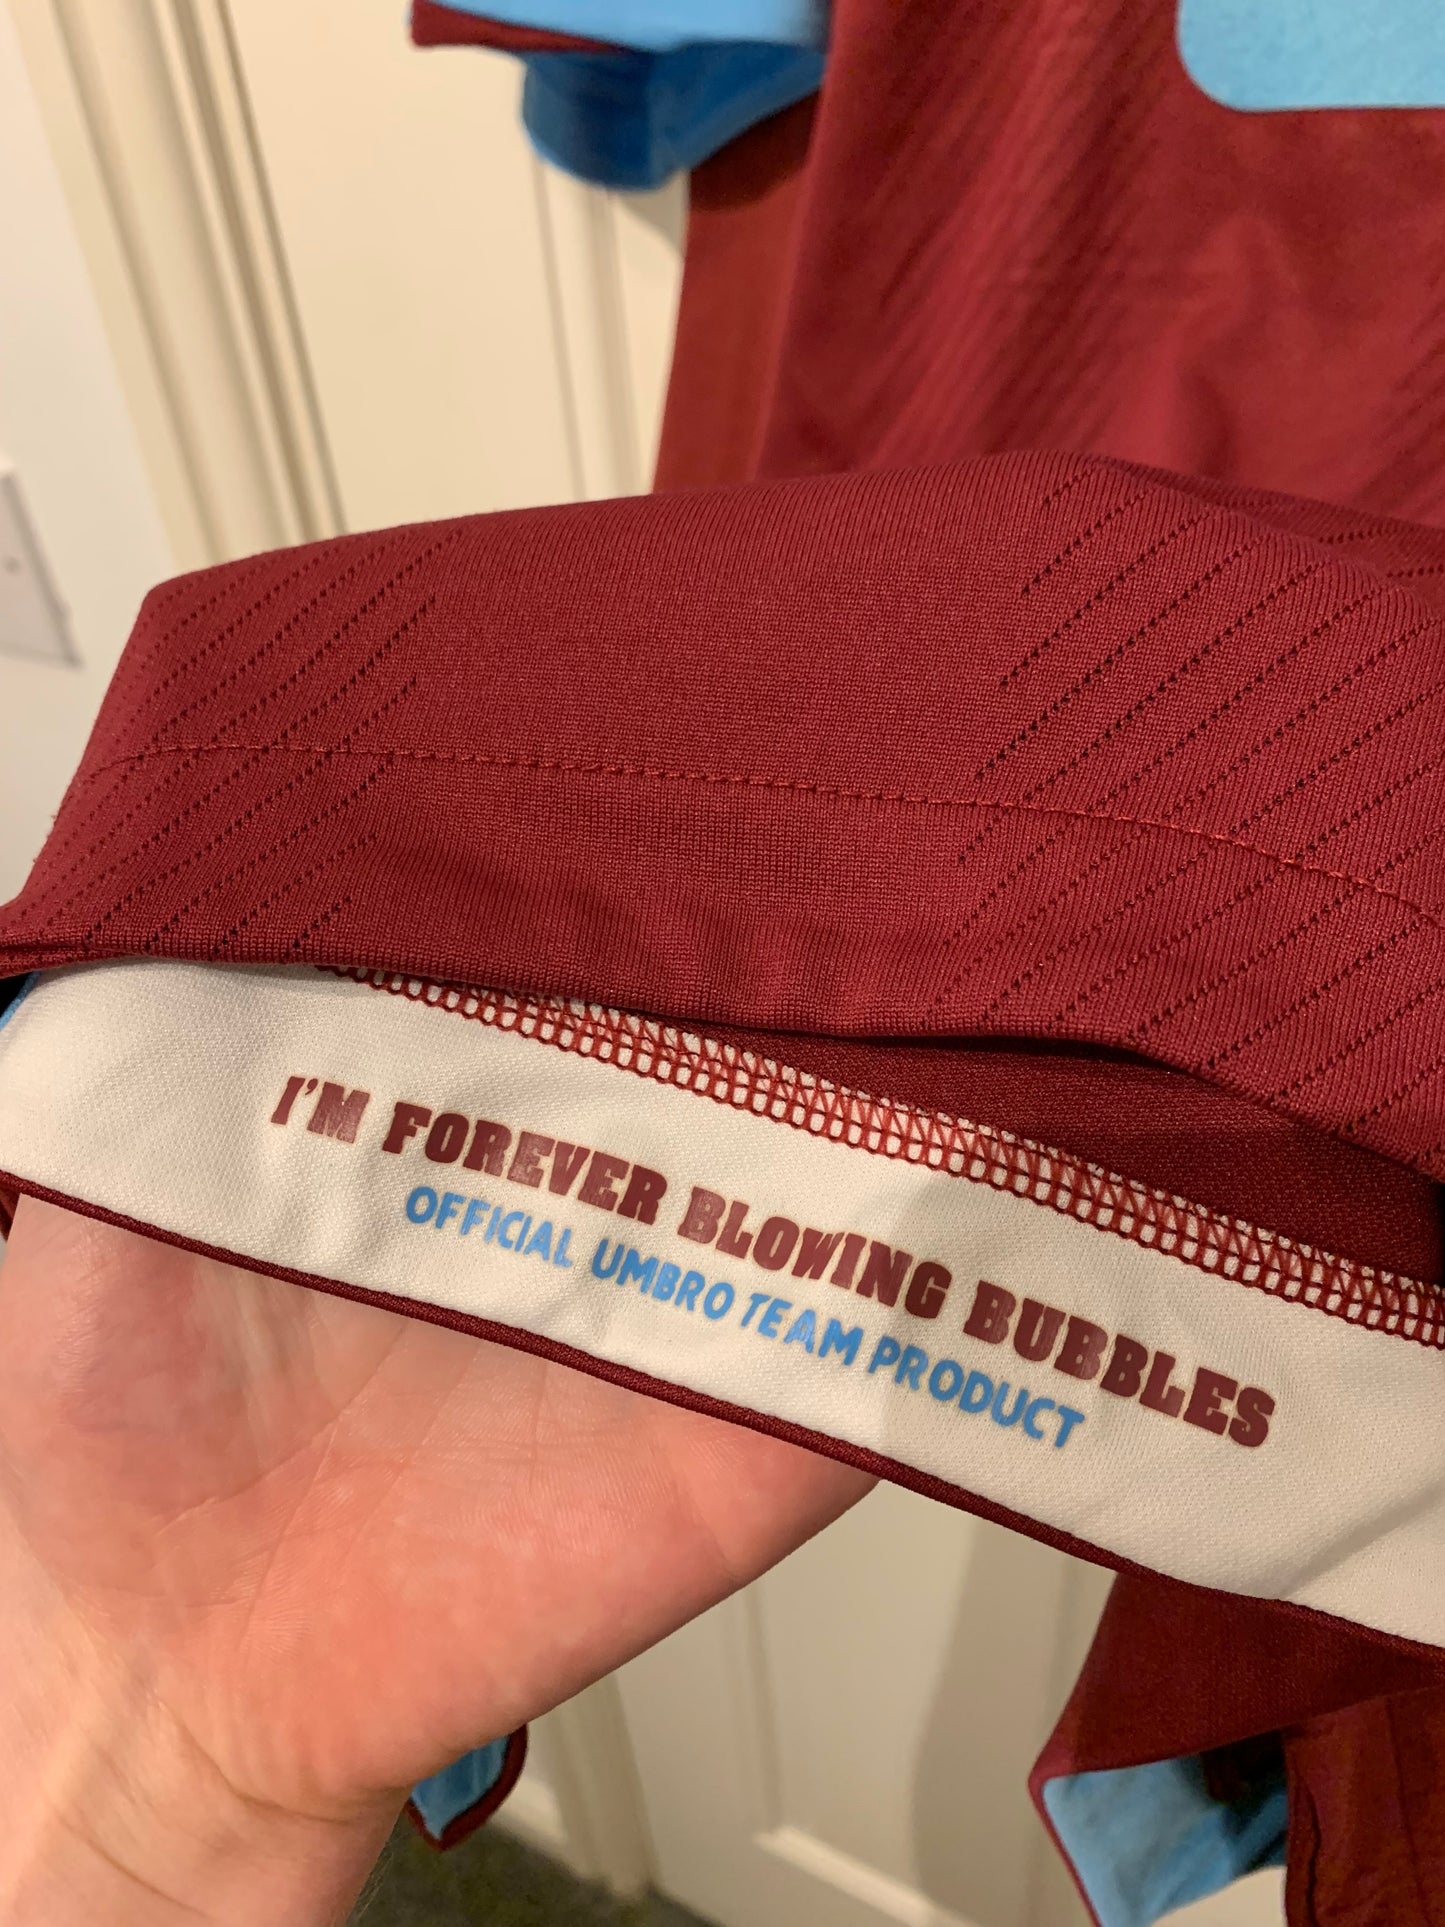 I'M FOREVER BLOWING BUBBLES
OFFICIAL UMBRO TEAM PRODUCT